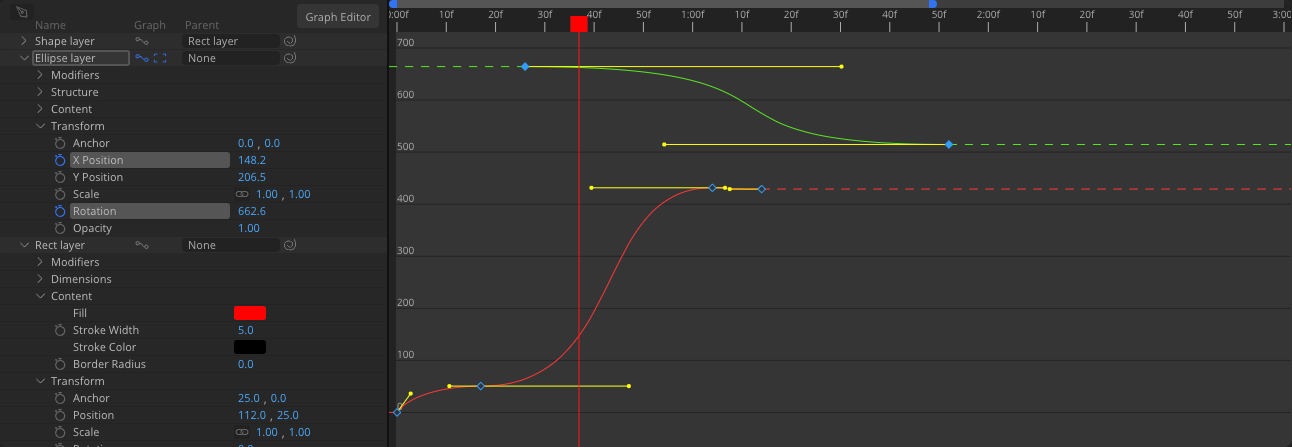 Name Graph Parent Graph Editor
Shape layer Rect layer
Ellipse layer None
Modifiers
Structure
Content
Transform
Anchor 0.0 , 0.0
X Position 148.2
Y Position 206.5
Scale 1.00 , 1.00
Rotation 662.6
Opacity 1.00
Rect layer None
Modifiers
Dimensions
Content
Fill
Stroke Width 5.0
Stroke Color
Border Radius 0.0
Transform
Anchor 25.0 , 0.0
Position 112.0 , 25.0
Scale 1.00 , 1.00
0:00f 10f 20f 30f 40f 50f 1:00f 10f 20f 30f 40f 50f 2:00f 10f 20f 30f 40f 50f 3:00
700
600
500
400
300
200
100
0